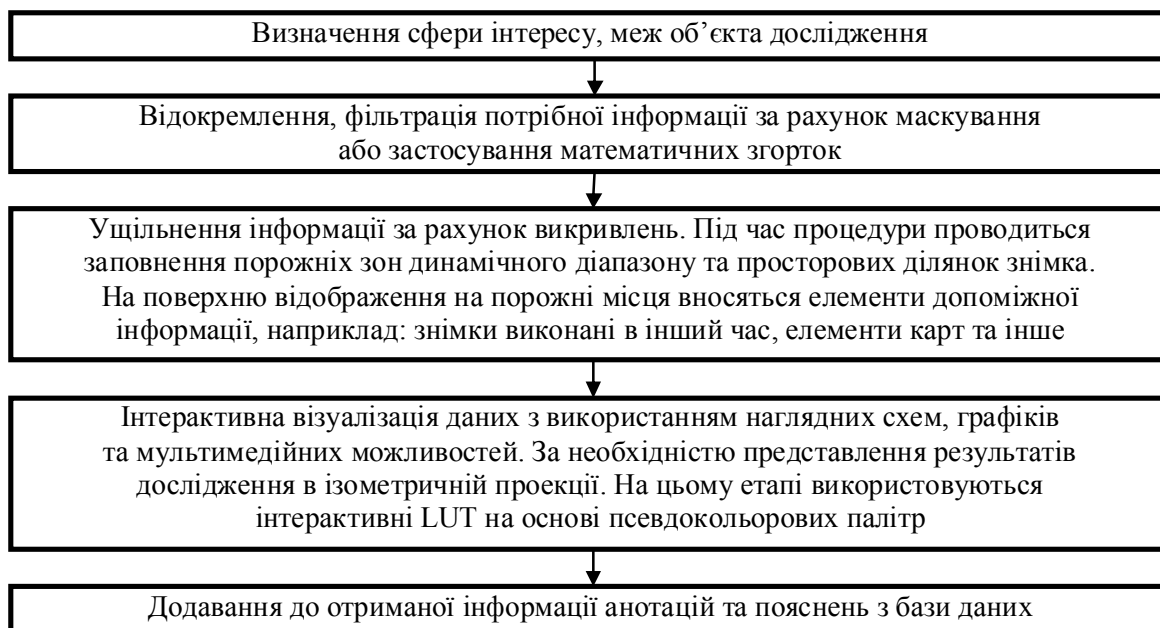 Визначення сфери інтересу, меж об’єкта дослідження
Відокремлення, фільтрація потрібної інформації за рахунок маскування
або застосування математичних згорток
Ущільнення інформації за рахунок викривлень. Під час процедури проводиться
заповнення порожніх зон динамічного діапазону та просторових ділянок знімка.
На поверхню відображення на порожні місця вносяться елементи допоміжної
інформації, наприклад: знімки виконані в інший час, елементи карт та інше
Інтерактивна візуалізація даних з використанням наглядних схем, графіків
та мультимедійних можливостей. За необхідністю представлення результатів
дослідження в ізометричній проекції. На цьому етапі використовуються
інтерактивні LUT на основі псевдокольорових палітр
Додавання до отриманої інформації анотацій та пояснень з бази даних